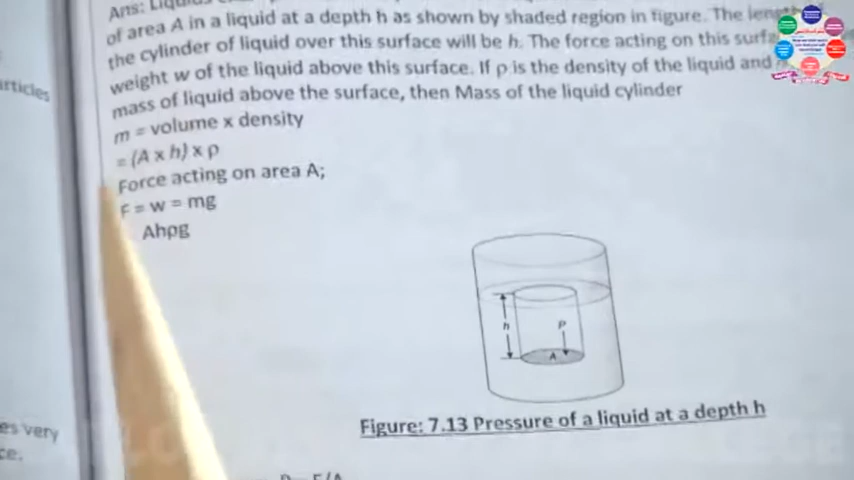 Ans:
of area A in a liquid at a depth h as shown by shaded region in figure. The
the cylinder of liquid over this surface will be h. The force acting on this
weight w of the liquid above this surface. If ρ is the density of the liquid and
mass of liquid above the surface, then Mass of the liquid cylinder
m = volume x density
= (A x h) x ρ
Force acting on area A;
F = w = mg
Ahρg
h
P
A
Figure: 7.13 Pressure of a liquid at a depth h
es very